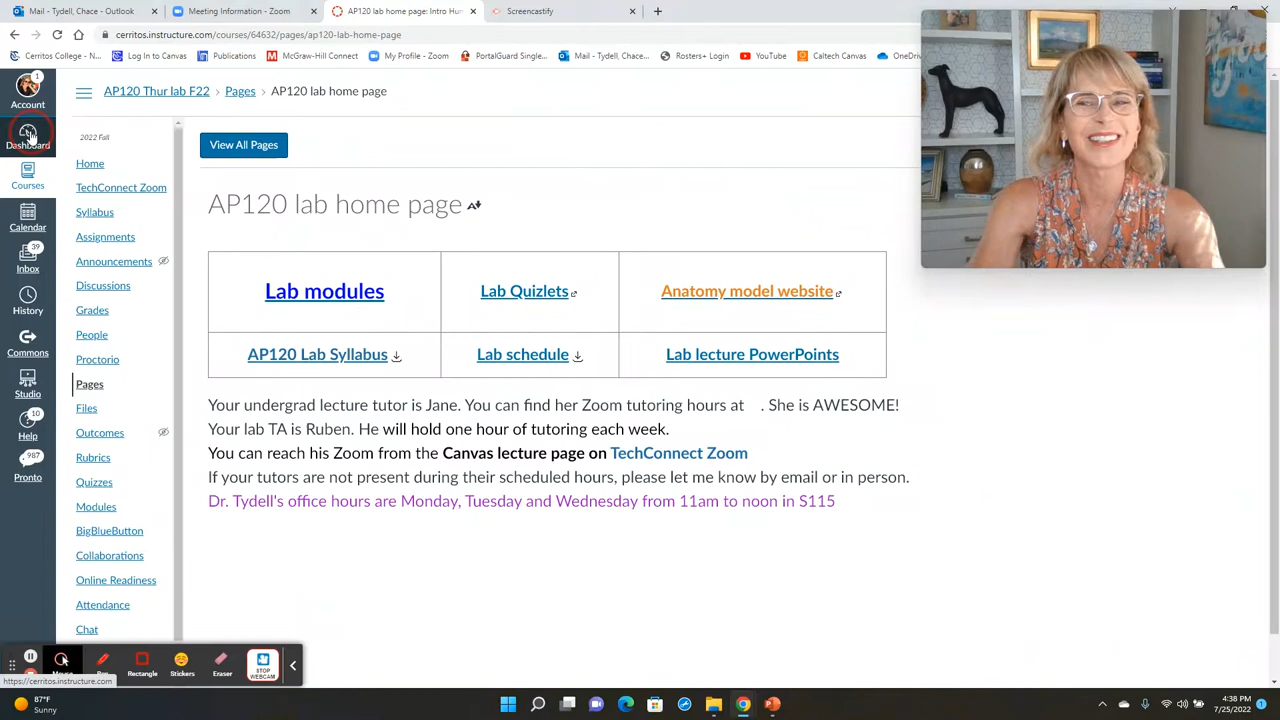 Mail - Tydell, Chace - Outlook
Meeting Information - Zoom
AP120 lab home page: Intro Hum
Screencastify
cerritos.instructure.com/courses/64632/pages/ap120-lab-home-page
Cerritos College - N...
Log In to Canvas
Publications
McGraw-Hill Connect
My Profile - Zoom
PortalGuard Single...
Mail - Tydell, Chace...
Rosters+ Login
YouTube
Caltech Canvas
OneDriv
1
Account
Dashboard
Courses
Calendar
39
Inbox
History
Commons
Studio
10
Help
987
Pronto
AP120 Thur lab F22 › Pages › AP120 lab home page
2022 Fall
Home
TechConnect Zoom
Syllabus
Assignments
Announcements
Discussions
Grades
People
Proctorio
Pages
Files
Outcomes
Rubrics
Quizzes
Modules
BigBlueButton
Collaborations
Online Readiness
Attendance
Chat
View All Pages
AP120 lab home page
Lab modules
Lab Quizlets
Anatomy model website
AP120 Lab Syllabus
Lab schedule
Lab lecture PowerPoints
Your undergrad lecture tutor is Jane. You can find her Zoom tutoring hours at . She is AWESOME!
Your lab TA is Ruben. He will hold one hour of tutoring each week.
You can reach his Zoom from the Canvas lecture page on TechConnect Zoom
If your tutors are not present during their scheduled hours, please let me know by email or in person.
Dr. Tydell's office hours are Monday, Tuesday and Wednesday from 11am to noon in S115
Mouse
Pen
Rectangle
Stickers
Eraser
STOP
WEBCAM
https://cerritos.instructure.com
87°F
Sunny
4:38 PM
7/25/2022